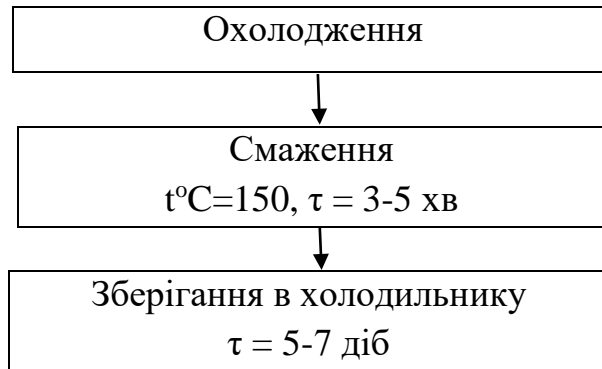 Охолодження
Смаження
t°C=150, τ = 3-5 хв
Зберігання в холодильнику
τ = 5-7 діб